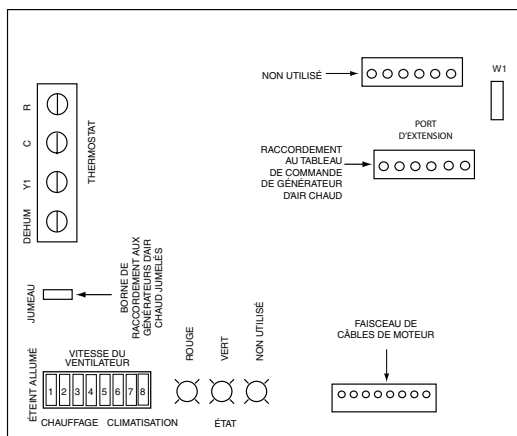 R
C
Y1
DEHUM
THERMOSTAT
NON UTILISÉ
W1
PORT
D'EXTENSION
RACCORDEMENT
AU TABLEAU
DE COMMANDE
DE GÉNÉRATEUR
D'AIR CHAUD
JUMEAU
BORNE DE
RACCORDEMENT AUX
GÉNÉRATEURS D'AIR
CHAUD JUMELÉS
ÉTEINT ALLUMÉ
VITESSE DU
VENTILATEUR
1 2 3 4 5 6 7 8
CHAUFFAGE CLIMATISATION
ROUGE
VERT
NON UTILISÉ
ÉTAT
FAISCEAU DE
CÂBLES DE MOTEUR